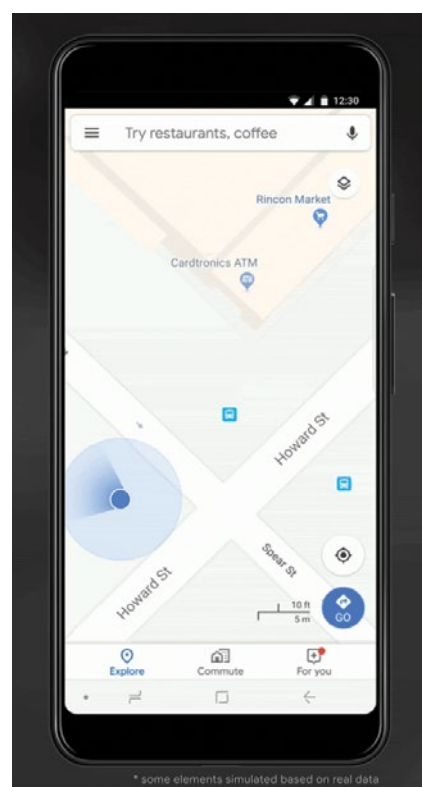 12:30
Try restaurants, coffee
Rincon Market
Cardtronics ATM
Howard St
Spear St
Howard St
10 ft
5 m
GO
Explore
Commute
For you
* some elements simulated based on real data